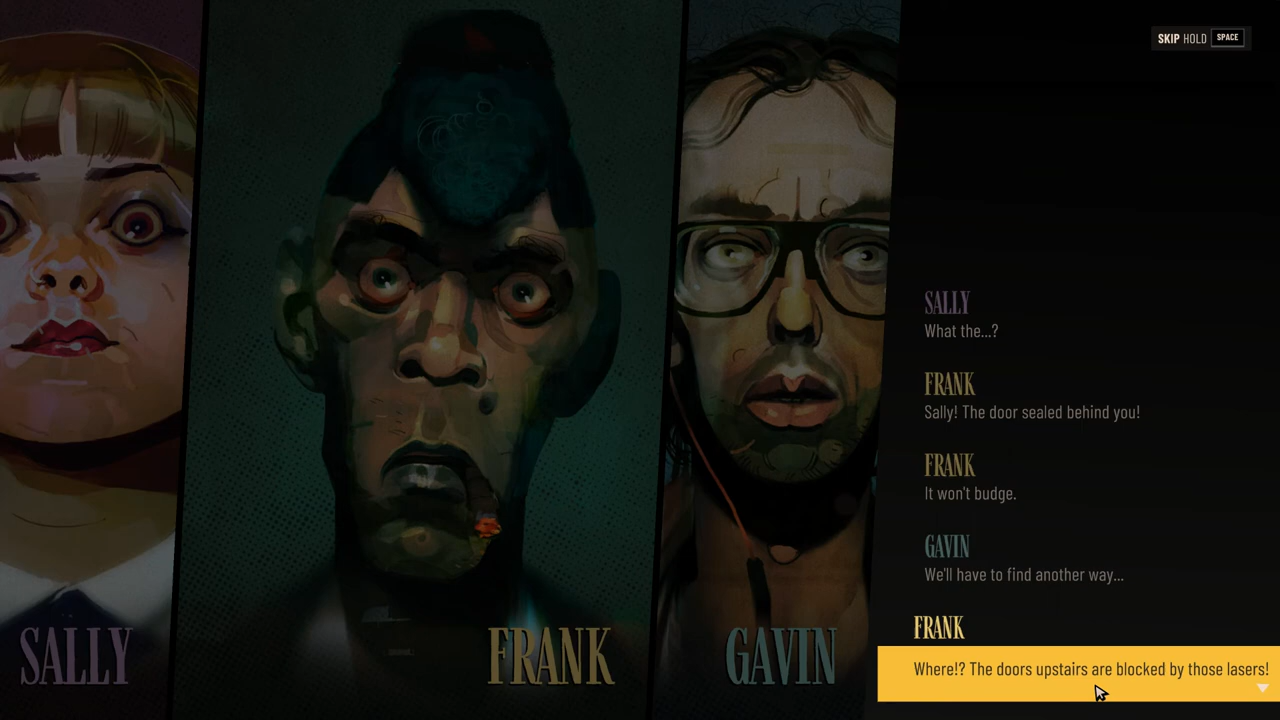 SKIP HOLD SPACE
SALLY
What the...?
FRANK
Sally! The door sealed behind you!
FRANK
It won't budge.
GAVIN
We'll have to find another way...
FRANK
Where!? The doors upstairs are blocked by those lasers!
SALLY
FRANK
GAVIN